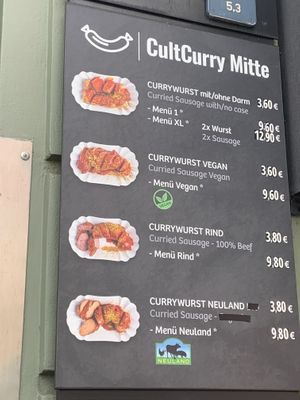 5.3
CultCurry Mitte
CURRYWURST mit/ohne Darm
Curried Sausage with/no case 3,60 €
- Menü 1 * 9,60 €
- Menü XL * 2x Wurst 12,90 €
2x Sausage
CURRYWURST VEGAN
Curried Sausage Vegan 3,60 €
- Menü Vegan * 9,60 €
CURRYWURST RIND 3,80 €
Curried Sausage - 100% Beef
- Menü Rind * 9,80 €
CURRYWURST NEULAND 3,80 €
Curried Sausage -
- Menü Neuland * 9,80 €
NEULAND